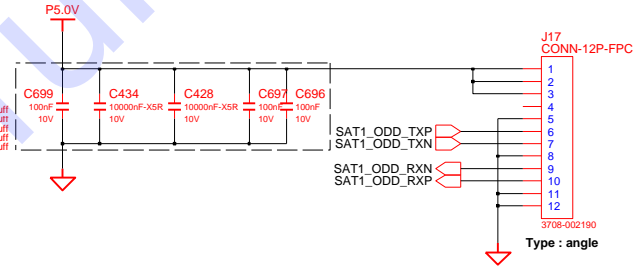 P5.0V
J17
CONN-12P-FPC
C699
100nF
10V
C434
10000nF-X5R
10V
C428
10000nF-X5R
10V
C697
100nF
10V
C696
100nF
10V
1
2
3
4
5
SAT1_ODD_TXP
6
SAT1_ODD_TXN
7
8
SAT1_ODD_RXN
9
SAT1_ODD_RXP
10
11
12
3708-002190
Type : angle